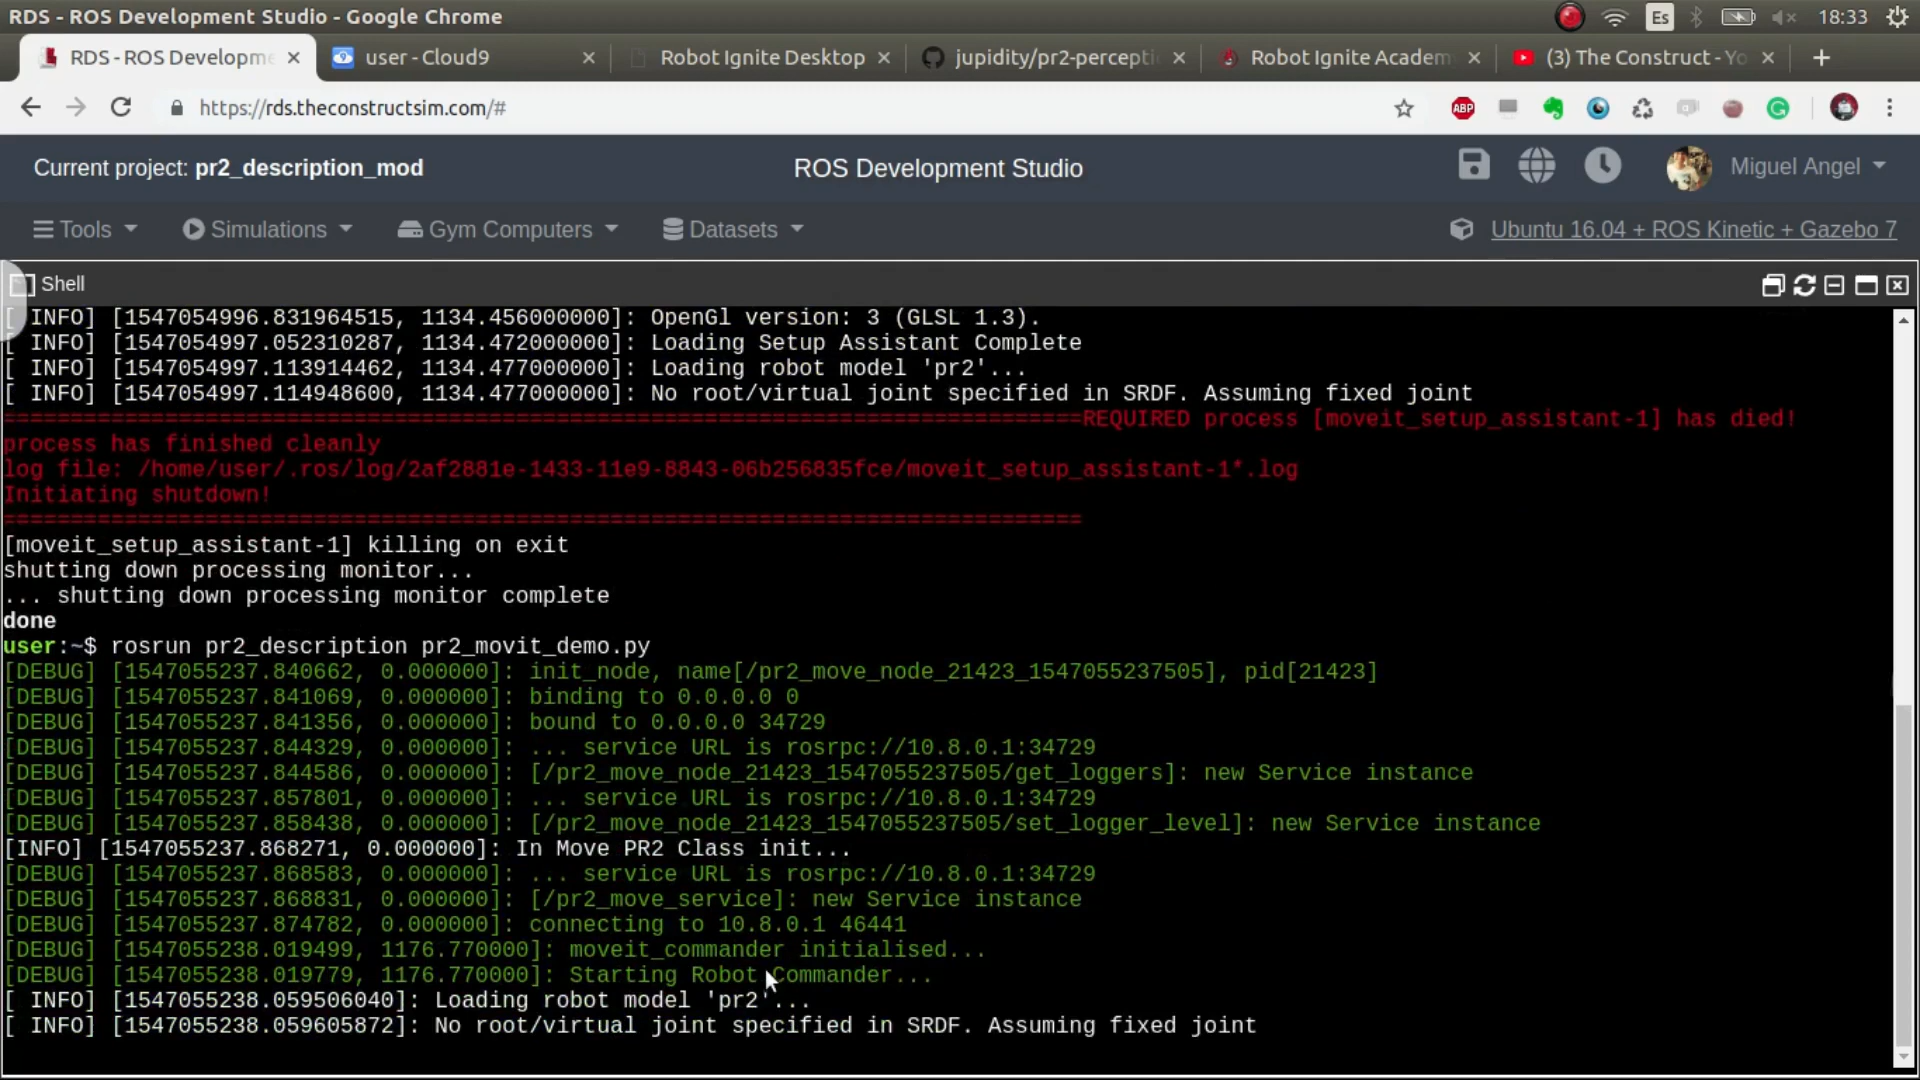 RDS - ROS Development Studio - Google Chrome
Es
18:33
RDS - ROS Developme
user - Cloud9
Robot Ignite Desktop
jupidity/pr2-percepti
Robot Ignite Academ
(3) The Construct - Yo
https://rds.theconstructsim.com/#
ABP
Current project: pr2_description_mod
ROS Development Studio
Miguel Angel
Tools
Simulations
Gym Computers
Datasets
Ubuntu 16.04 + ROS Kinetic + Gazebo 7
Shell
[ INFO] [1547054996.831964515, 1134.456000000]: OpenGl version: 3 (GLSL 1.3).
[ INFO] [1547054997.052310287, 1134.472000000]: Loading Setup Assistant Complete
[ INFO] [1547054997.113914462, 1134.477000000]: Loading robot model 'pr2'...
[ INFO] [1547054997.114948600, 1134.477000000]: No root/virtual joint specified in SRDF. Assuming fixed joint
================================================================================REQUIRED process [moveit_setup_assistant-1] has died!
process has finished cleanly
log file: /home/user/.ros/log/2af2881e-1433-11e9-8843-06b256835fce/moveit_setup_assistant-1*.log
Initiating shutdown!
================================================================================
[moveit_setup_assistant-1] killing on exit
shutting down processing monitor...
... shutting down processing monitor complete
done
user:~$ rosrun pr2_description pr2_movit_demo.py
[DEBUG] [1547055237.840662, 0.000000]: init_node, name[/pr2_move_node_21423_1547055237505], pid[21423]
[DEBUG] [1547055237.841069, 0.000000]: binding to 0.0.0.0 0
[DEBUG] [1547055237.841356, 0.000000]: bound to 0.0.0.0 34729
[DEBUG] [1547055237.844329, 0.000000]: ... service URL is rosrpc://10.8.0.1:34729
[DEBUG] [1547055237.844586, 0.000000]: [/pr2_move_node_21423_1547055237505/get_loggers]: new Service instance
[DEBUG] [1547055237.857801, 0.000000]: ... service URL is rosrpc://10.8.0.1:34729
[DEBUG] [1547055237.858438, 0.000000]: [/pr2_move_node_21423_1547055237505/set_logger_level]: new Service instance
[INFO] [1547055237.868271, 0.000000]: In Move PR2 Class init...
[DEBUG] [1547055237.868583, 0.000000]: ... service URL is rosrpc://10.8.0.1:34729
[DEBUG] [1547055237.868831, 0.000000]: [/pr2_move_service]: new Service instance
[DEBUG] [1547055237.874782, 0.000000]: connecting to 10.8.0.1 46441
[DEBUG] [1547055238.019499, 1176.770000]: moveit_commander initialised...
[DEBUG] [1547055238.019779, 1176.770000]: Starting Robot Commander...
[ INFO] [1547055238.059506040]: Loading robot model 'pr2'...
[ INFO] [1547055238.059605872]: No root/virtual joint specified in SRDF. Assuming fixed joint